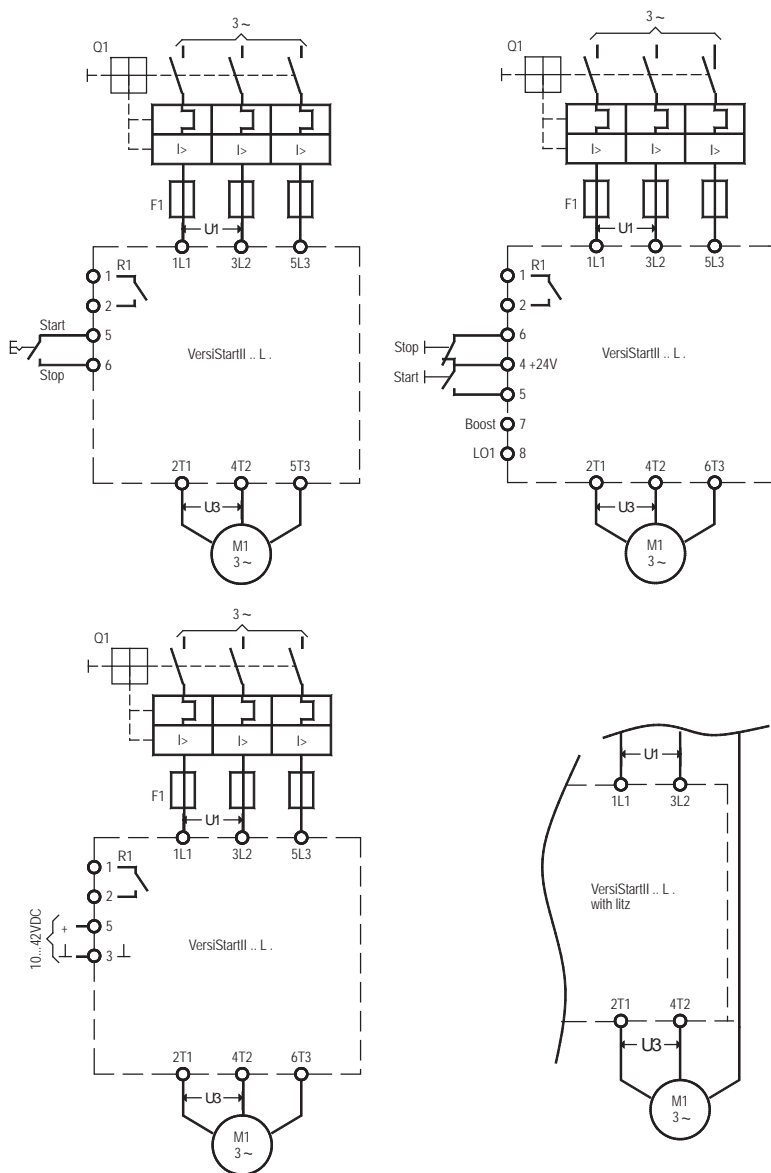 3 ~
Q1
I> I> I>
F1
U1
1L1 3L2 5L3
1 R1
2
Start 5
6
Stop
VersiStartII .. L .
2T1 4T2 5T3
U3
M1
3 ~
3 ~
Q1
I> I> I>
F1
U1
1L1 3L2 5L3
1 R1
2
6
Stop
4 +24V
Start
5
Boost 7
LO1 8
VersiStartII .. L .
2T1 4T2 6T3
U3
M1
3 ~
3 ~
Q1
I> I> I>
F1
U1
1L1 3L2 5L3
1 R1
2
10...42VDC
+ 5
3
VersiStartII .. L .
2T1 4T2 6T3
U3
M1
3 ~
U1
1L1 3L2
VersiStartII .. L .
with litz
2T1 4T2
U3
M1
3 ~